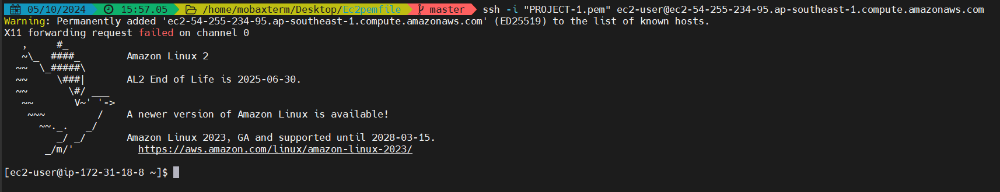 05/10/2024 15:57.05 /home/mobaxterm/Desktop/Ec2pemfile master ssh -i "PROJECT-1.pem" ec2-user@ec2-54-255-234-95.ap-southeast-1.compute.amazonaws.com
Warning: Permanently added 'ec2-54-255-234-95.ap-southeast-1.compute.amazonaws.com' (ED25519) to the list of known hosts.
X11 forwarding request failed on channel 0
   ,     #_
   ~\_  ####_        Amazon Linux 2
  ~~  \_#####\
  ~~     \###|       AL2 End of Life is 2025-06-30.
  ~~       \#/ ___
   ~~       V~' '->
    ~~~         /    A newer version of Amazon Linux is available!
      ~~._.   _/
         _/ _/       Amazon Linux 2023, GA and supported until 2028-03-15.
       _/m/'           https://aws.amazon.com/linux/amazon-linux-2023/
[ec2-user@ip-172-31-18-8 ~]$